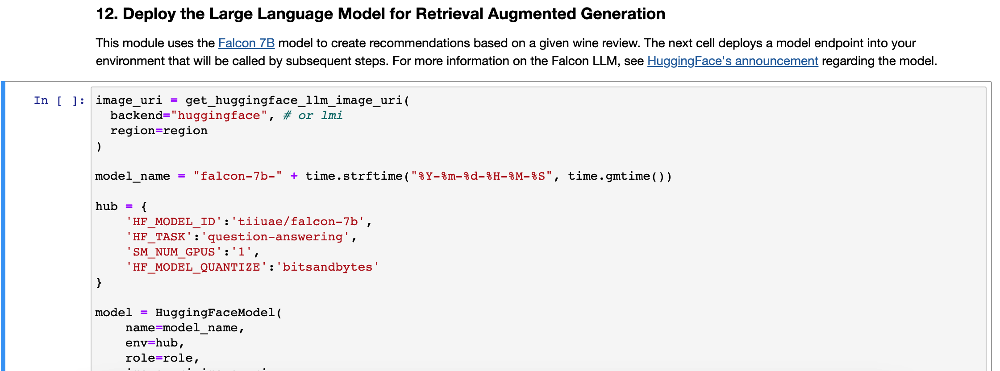 12. Deploy the Large Language Model for Retrieval Augmented Generation
This module uses the Falcon 7B model to create recommendations based on a given wine review. The next cell deploys a model endpoint into your
environment that will be called by subsequent steps. For more information on the Falcon LLM, see HuggingFace's announcement regarding the model.
In [ ]: image_uri = get_huggingface_llm_image_uri(
  backend="huggingface", # or lmi
  region=region
)
model_name = "falcon-7b-" + time.strftime("%Y-%m-%d-%H-%M-%S", time.gmtime())
hub = {
    'HF_MODEL_ID':'tiiuae/falcon-7b',
    'HF_TASK':'question-answering',
    'SM_NUM_GPUS':'1',
    'HF_MODEL_QUANTIZE':'bitsandbytes'
}
model = HuggingFaceModel(
    name=model_name,
    env=hub,
    role=role,